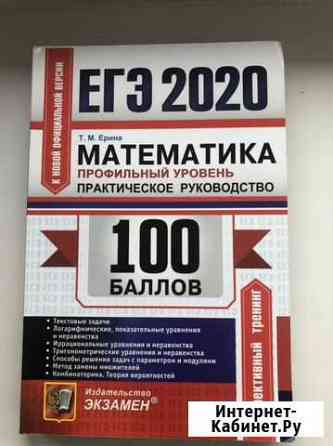 К НОВОЙ ОФИЦИАЛЬНОЙ ВЕРСИИ
ЕГЭ 2020
Т. М. Ерина
МАТЕМАТИКА
ПРОФИЛЬНЫЙ УРОВЕНЬ
ПРАКТИЧЕСКОЕ РУКОВОДСТВО
100
БАЛЛОВ
• Текстовые задачи
• Логарифмические, показательные уравнения
и неравенства
• Иррациональные уравнения и неравенства
• Тригонометрические уравнения и неравенства
• Способы решения задач с параметром и модулем
• Метод замены множителей
• Комбинаторика. Теория вероятностей
Издательство
ЭКЗАМЕН®
тренинг
Интернет-
Кабинет.Ру